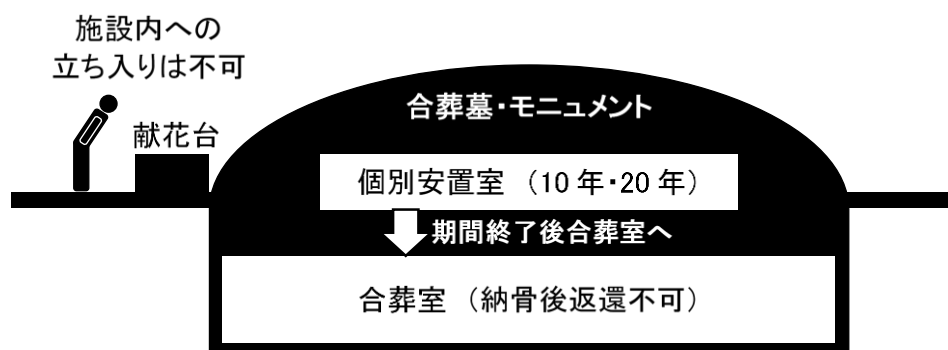 施設内への
立ち入りは不可
献花台
合葬墓・モニュメント
個別安置室 （10年・20年）
期間終了後合葬室へ
合葬室 （納骨後返還不可）